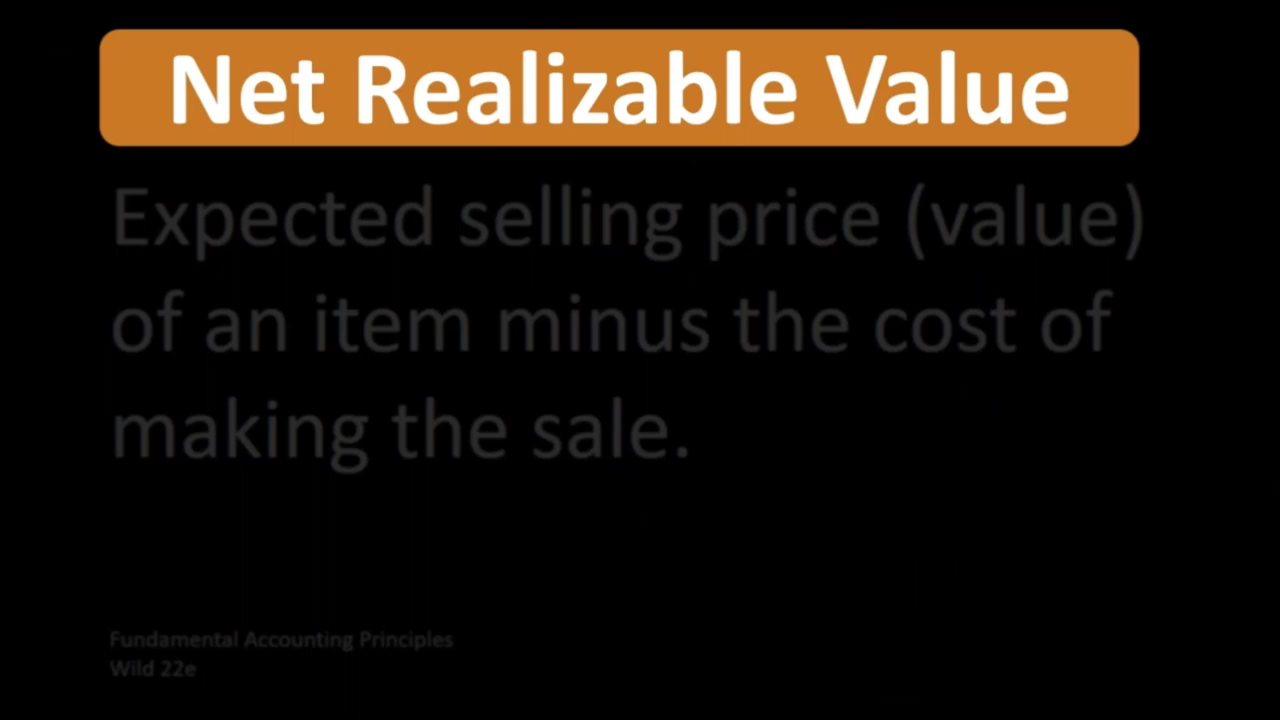 Net Realizable Value
Expected selling price (value)
of an item minus the cost of
making the sale.
Fundamental Accounting Principles
Wild 22e